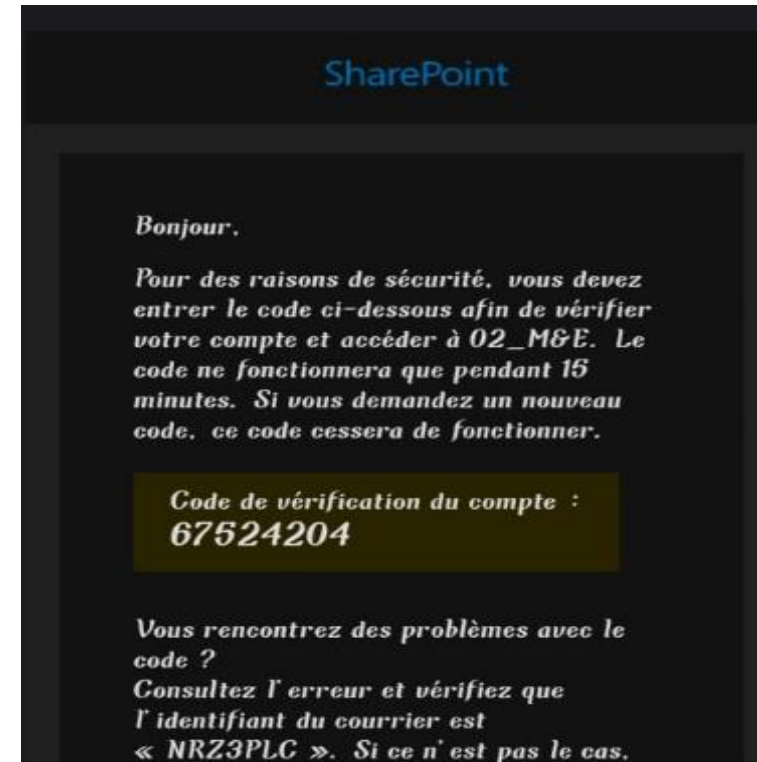 SharePoint
Bonjour,
Pour des raisons de sécurité, vous devez
entrer le code ci-dessous afin de vérifier
votre compte et accéder à 02_M&E. Le
code ne fonctionnera que pendant 15
minutes. Si vous demandez un nouveau
code, ce code cessera de fonctionner.
Code de vérification du compte :
67524204
Vous rencontrez des problèmes avec le
code ?
Consultez l'erreur et vérifiez que
l'identifiant du courrier est
« NRZ3PLC ». Si ce n'est pas le cas,